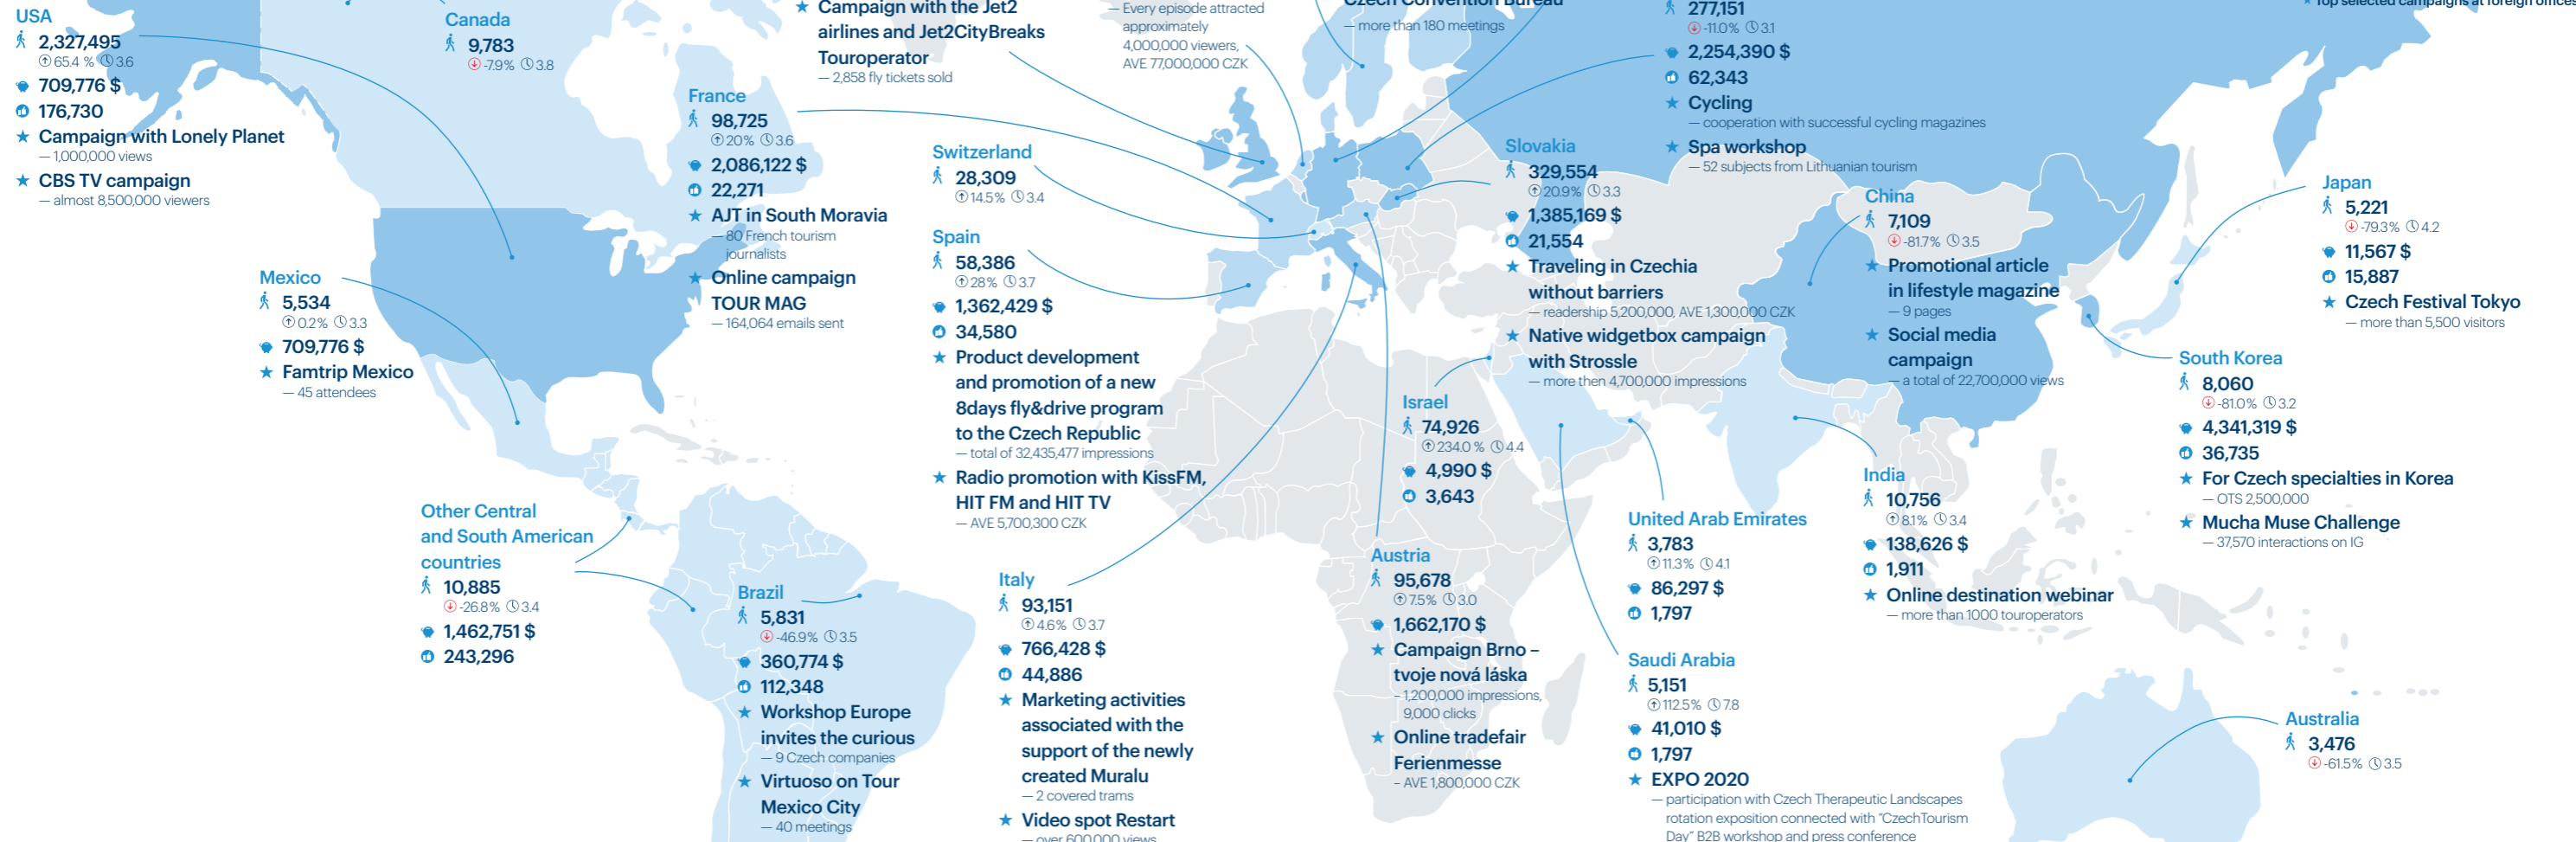 USA
2,327,495
65.4 % 3.6
709,776 $
176,730
Campaign with Lonely Planet
— 1,000,000 views
CBS TV campaign
— almost 8,500,000 viewers
Canada
9,783
-7.9% 3.8
Campaign with the Jet2
airlines and Jet2CityBreaks
Touroperator
— 2,858 fly tickets sold
— Every episode attracted
approximately
4,000,000 viewers,
AVE 77,000,000 CZK
Czech Convention Bureau
— more than 180 meetings
277,151
-11.0% 3.1
2,254,390 $
62,343
Cycling
— cooperation with successful cycling magazines
Spa workshop
— 52 subjects from Lithuanian tourism
Top selected campaigns at foreign offices
France
98,725
20% 3.6
2,086,122 $
22,271
AJT in South Moravia
— 80 French tourism
journalists
Online campaign
TOUR MAG
— 164,064 emails sent
Switzerland
28,309
14.5% 3.4
Spain
58,386
28% 3.7
1,362,429 $
34,580
Product development
and promotion of a new
8days fly&drive program
to the Czech Republic
— total of 32,435,477 impressions
Radio promotion with KissFM,
HIT FM and HIT TV
— AVE 5,700,300 CZK
Slovakia
329,554
20.9% 3.3
1,385,169 $
21,554
Traveling in Czechia
without barriers
— readership 5,200,000, AVE 1,300,000 CZK
Native widgetbox campaign
with Strossle
— more then 4,700,000 impressions
China
7,109
-81.7% 3.5
Promotional article
in lifestyle magazine
— 9 pages
Social media
campaign
— a total of 22,700,000 views
Japan
5,221
-79.3% 4.2
11,567 $
15,887
Czech Festival Tokyo
— more than 5,500 visitors
Mexico
5,534
0.2% 3.3
709,776 $
Famtrip Mexico
— 45 attendees
South Korea
8,060
-81.0% 3.2
4,341,319 $
36,735
For Czech specialties in Korea
— OTS 2,500,000
Mucha Muse Challenge
— 37,570 interactions on IG
Israel
74,926
234.0 % 4.4
4,990 $
3,643
India
10,756
8.1% 3.4
138,626 $
1,911
Online destination webinar
— more than 1000 touroperators
Other Central
and South American
countries
10,885
-26.8% 3.4
1,462,751 $
243,296
United Arab Emirates
3,783
11.3% 4.1
86,297 $
1,797
Brazil
5,831
-46.9% 3.5
360,774 $
112,348
Workshop Europe
invites the curious
— 9 Czech companies
Virtuoso on Tour
Mexico City
— 40 meetings
Italy
93,151
4.6% 3.7
766,428 $
44,886
Marketing activities
associated with the
support of the newly
created Muralu
— 2 covered trams
Video spot Restart
— over 600,000 views
Austria
95,678
7.5% 3.0
1,662,170 $
Campaign Brno –
tvoje nová láska
– 1,200,000 impressions,
9,000 clicks
Online tradefair
Ferienmesse
– AVE 1,800,000 CZK
Saudi Arabia
5,151
112.5% 7.8
41,010 $
1,797
EXPO 2020
— participation with Czech Therapeutic Landscapes
rotation exposition connected with “CzechTourism
Day” B2B workshop and press conference
Australia
3,476
-61.5% 3.5